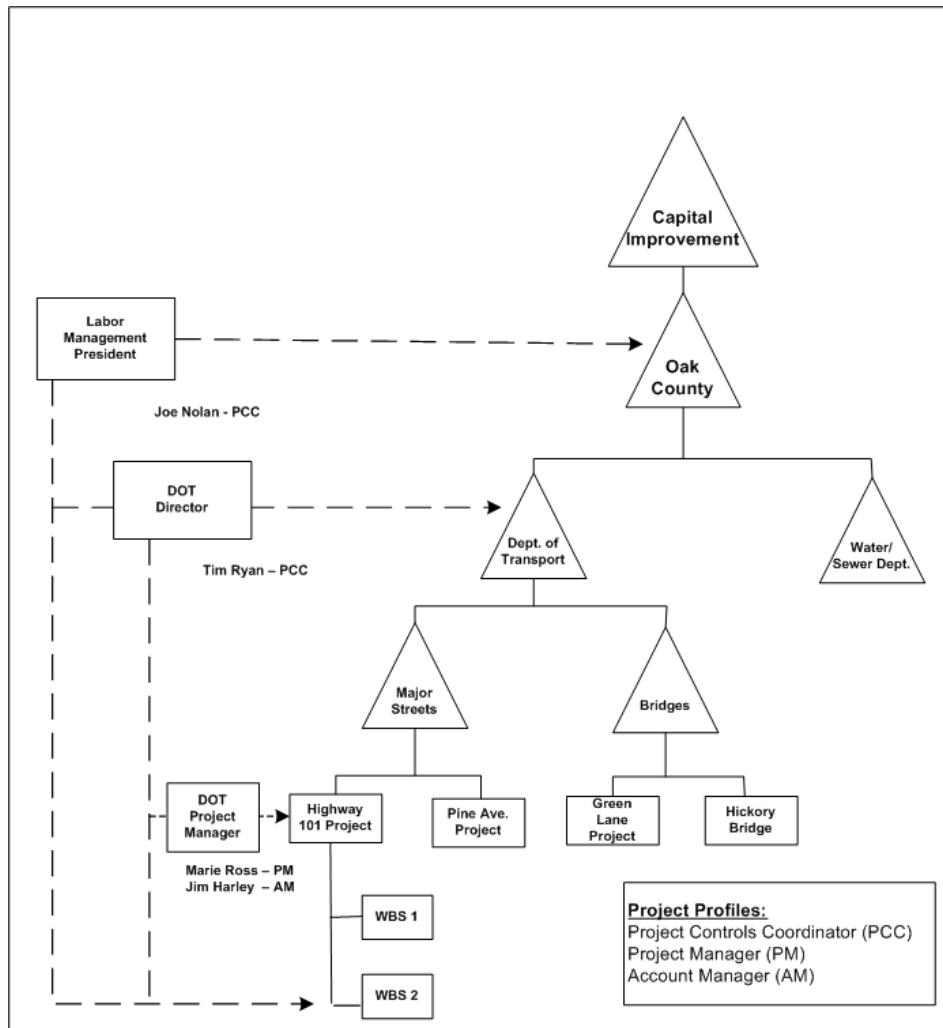 Capital
Improvement
Labor
Management
President
Oak
County
Joe Nolan - PCC
DOT
Director
Dept. of
Transport
Water/
Sewer Dept.
Tim Ryan – PCC
Major
Streets
Bridges
DOT
Project
Manager
Highway
101 Project
Pine Ave.
Project
Green
Lane
Project
Hickory
Bridge
Marie Ross – PM
Jim Harley – AM
WBS 1
WBS 2
Project Profiles:
Project Controls Coordinator (PCC)
Project Manager (PM)
Account Manager (AM)